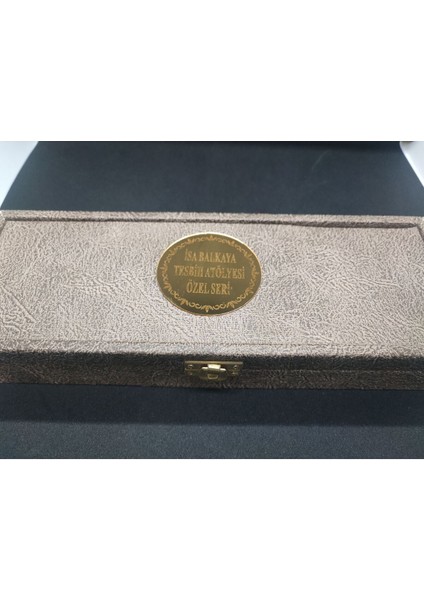 İSA BALKAYA
TESBİH ATÖLYESİ
ÖZEL SERİ